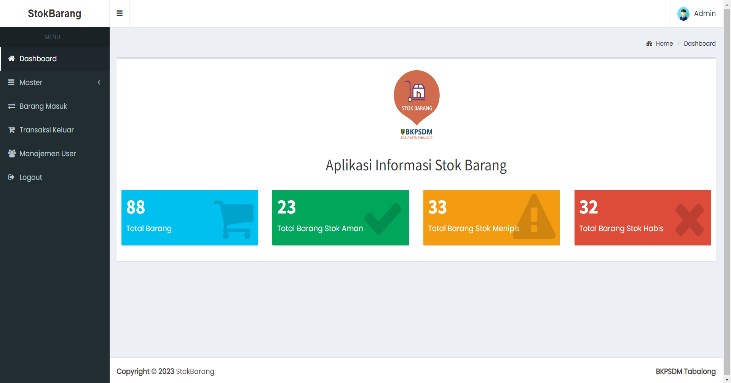 StokBarang
Admin
MENU
Home
Dashboard
Dashboard
Master
Barang Masuk
Transaksi Keluar
Manajemen User
Logout
STOK BARANG
BKPSDM
Aplikasi Informasi Stok Barang
88
Total Barang
23
Total Barang Stok Aman
33
Total Barang Stok Menipis
32
Total Barang Stok Habis
Copyright © 2023 StokBarang
BKPSDM Tabalong